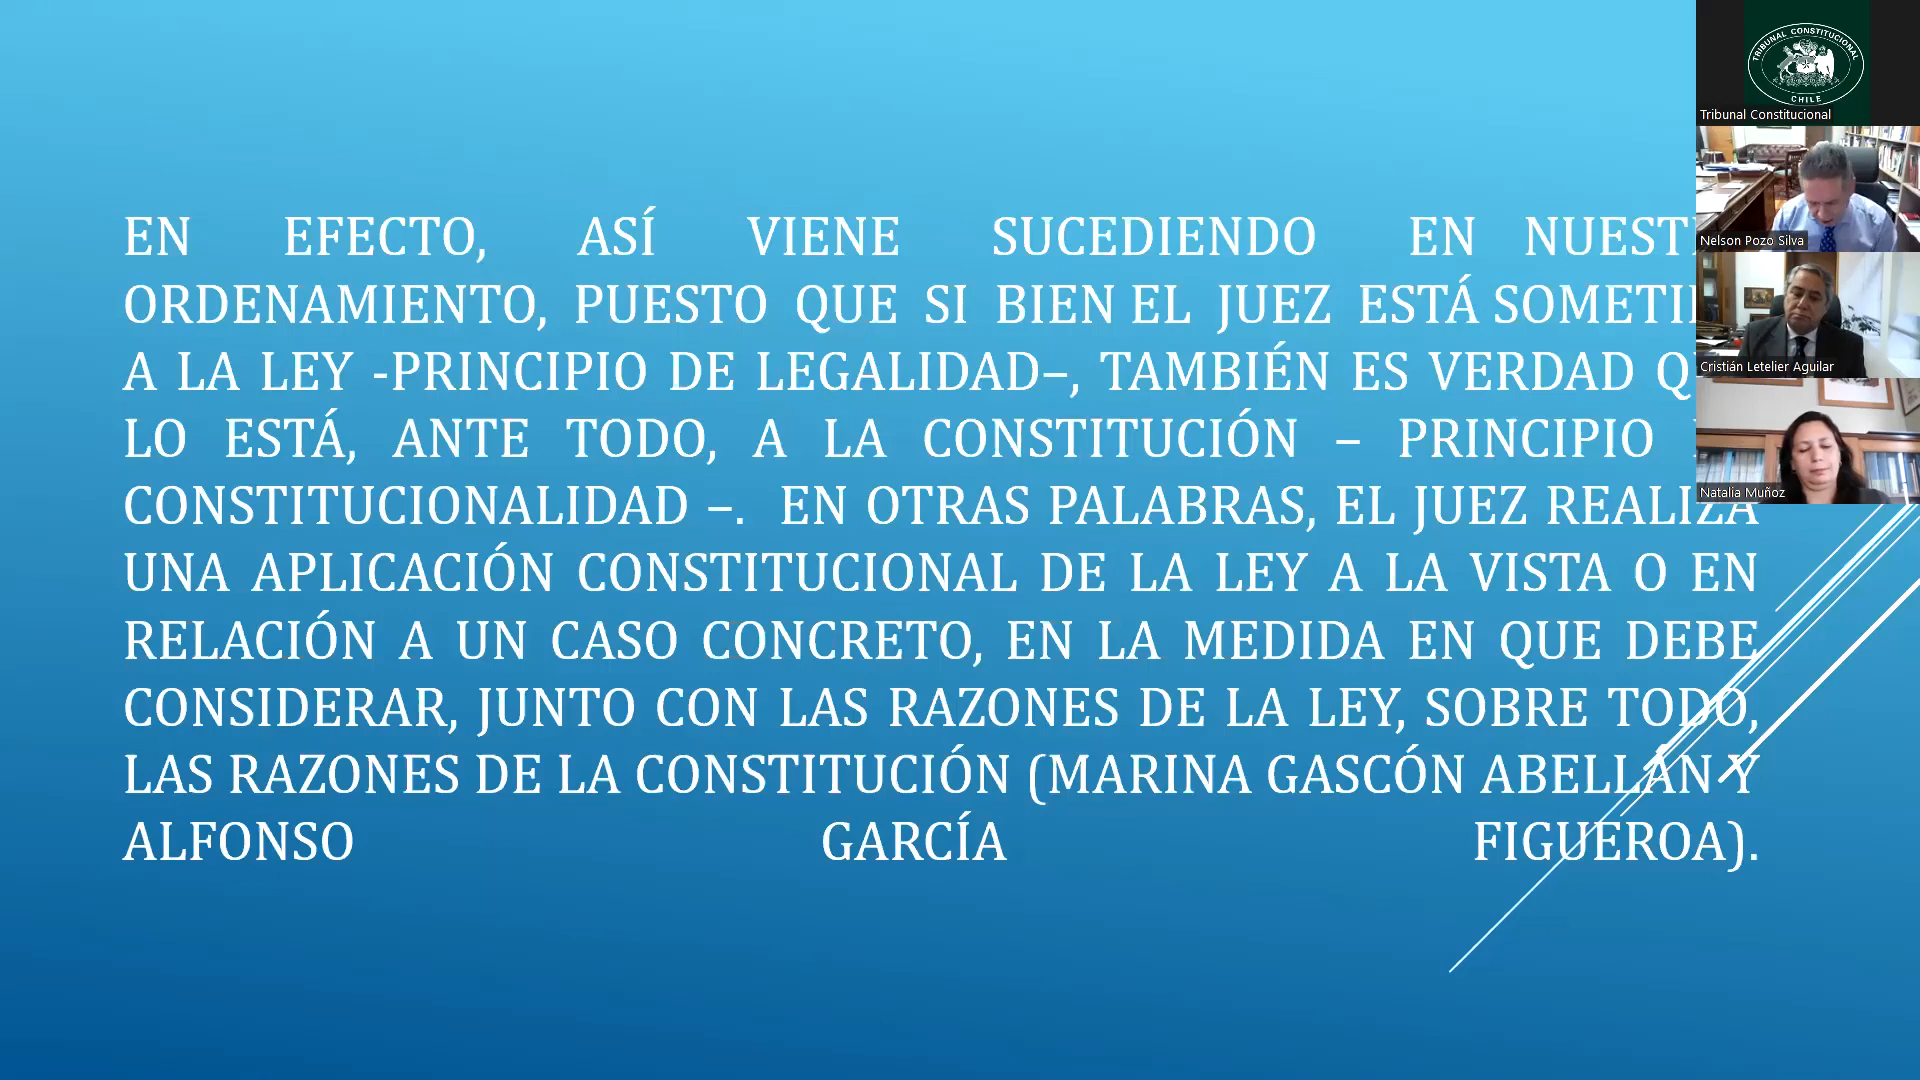 EN EFECTO, ASÍ VIENE SUCEDIENDO EN
ORDENAMIENTO, PUESTO QUE SI BIEN EL JUEZ ESTÁ
A LA LEY -PRINCIPIO DE LEGALIDAD–, TAMBIÉN ES VERDAD
LO ESTÁ, ANTE TODO, A LA CONSTITUCIÓN – PRINCIPIO
CONSTITUCIONALIDAD –. EN OTRAS PALABRAS, EL JUEZ REALIZA
UNA APLICACIÓN CONSTITUCIONAL DE LA LEY A LA VISTA O EN
RELACIÓN A UN CASO CONCRETO, EN LA MEDIDA EN QUE DEBE
CONSIDERAR, JUNTO CON LAS RAZONES DE LA LEY, SOBRE TODO,
LAS RAZONES DE LA CONSTITUCIÓN (MARINA GASCÓN ABELLÁN Y
ALFONSO GARCÍA FIGUEROA).
TRIBUNAL CONSTITUCIONAL
CHILE
Tribunal Constitucional
Nelson Pozo Silva
Cristián Letelier Aguilar
Natalia Muñoz